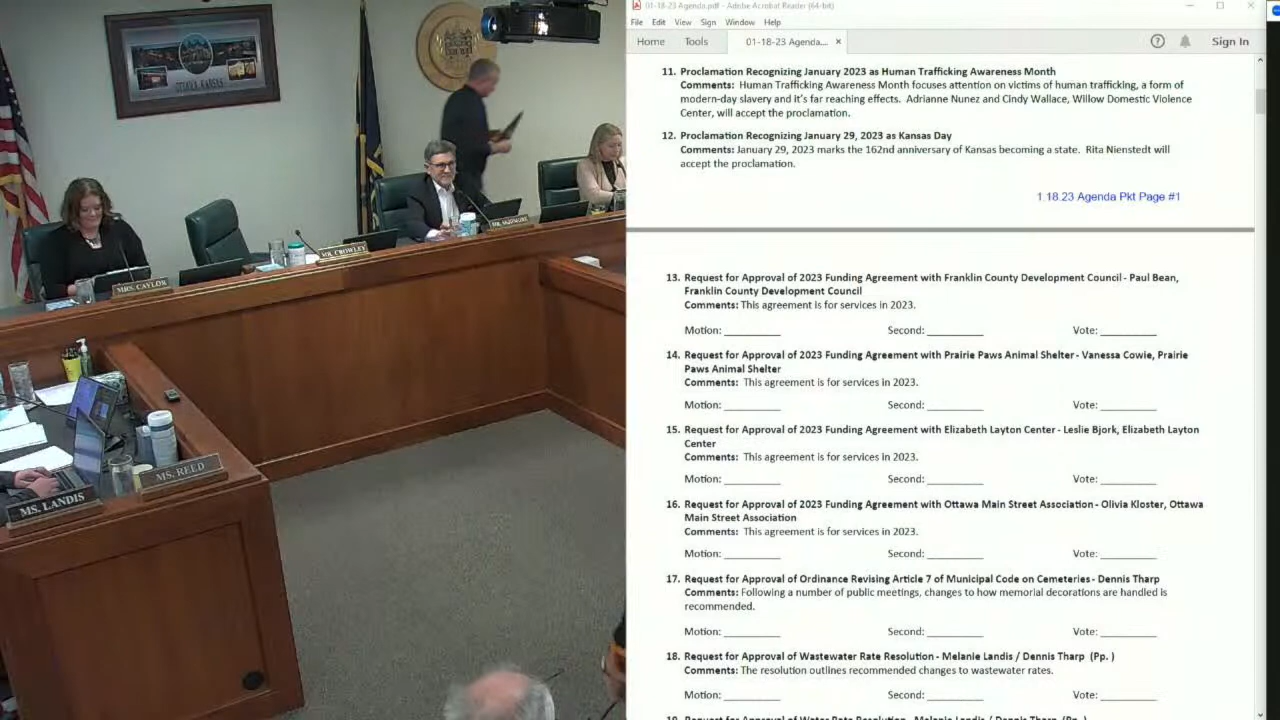 OTTAWA, KANSAS
MRS. CAYLOR
MR. CROWLEY
MR. SKIDMORE
MS. REED
MS. LANDIS
01-18-23 Agenda.pdf - Adobe Acrobat Reader (64-bit)
File Edit View Sign Window Help
Home Tools 01-18-23 Agenda.... × Sign In
11. Proclamation Recognizing January 2023 as Human Trafficking Awareness Month
Comments: Human Trafficking Awareness Month focuses attention on victims of human trafficking, a form of
modern-day slavery and it's far reaching effects. Adrianne Nunez and Cindy Wallace, Willow Domestic Violence
Center, will accept the proclamation.
12. Proclamation Recognizing January 29, 2023 as Kansas Day
Comments: January 29, 2023 marks the 162nd anniversary of Kansas becoming a state. Rita Nienstedt will
accept the proclamation.
1.18.23 Agenda Pkt Page #1
13. Request for Approval of 2023 Funding Agreement with Franklin County Development Council - Paul Bean,
Franklin County Development Council
Comments: This agreement is for services in 2023.
Motion: __________ Second: __________ Vote: __________
14. Request for Approval of 2023 Funding Agreement with Prairie Paws Animal Shelter - Vanessa Cowie, Prairie
Paws Animal Shelter
Comments: This agreement is for services in 2023.
Motion: __________ Second: __________ Vote: __________
15. Request for Approval of 2023 Funding Agreement with Elizabeth Layton Center - Leslie Bjork, Elizabeth Layton
Center
Comments: This agreement is for services in 2023.
Motion: __________ Second: __________ Vote: __________
16. Request for Approval of 2023 Funding Agreement with Ottawa Main Street Association - Olivia Kloster, Ottawa
Main Street Association
Comments: This agreement is for services in 2023.
Motion: __________ Second: __________ Vote: __________
17. Request for Approval of Ordinance Revising Article 7 of Municipal Code on Cemeteries - Dennis Tharp
Comments: Following a number of public meetings, changes to how memorial decorations are handled is
recommended.
Motion: __________ Second: __________ Vote: __________
18. Request for Approval of Wastewater Rate Resolution - Melanie Landis / Dennis Tharp (Pp. )
Comments: The resolution outlines recommended changes to wastewater rates.
Motion: __________ Second: __________ Vote: __________
19. Request for Approval of Water Rate Resolution - Melanie Landis / Dennis Tharp (Pp. )